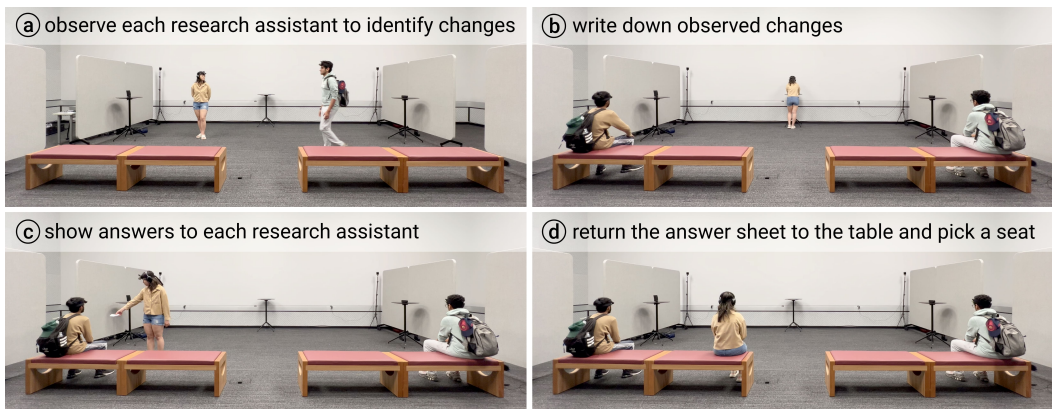 ⓐ observe each research assistant to identify changes
ⓑ write down observed changes
ⓒ show answers to each research assistant
ⓓ return the answer sheet to the table and pick a seat